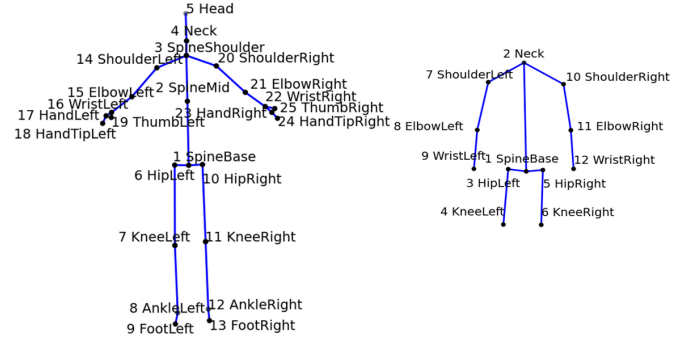 5 Head
4 Neck
3 SpineShoulder
14 ShoulderLeft
20 ShoulderRight
2 SpineMid
21 ElbowRight
15 ElbowLeft
22 WristRight
16 WristLeft
25 ThumbRight
17 HandLeft
23 HandRight
19 ThumbLeft
24 HandTipRight
18 HandTipLeft
1 SpineBase
6 HipLeft
10 HipRight
7 KneeLeft
11 KneeRight
8 AnkleLeft
12 AnkleRight
9 FootLeft
13 FootRight
2 Neck
7 ShoulderLeft
10 ShoulderRight
8 ElbowLeft
11 ElbowRight
9 WristLeft
1 SpineBase
12 WristRight
3 HipLeft
5 HipRight
4 KneeLeft
6 KneeRight